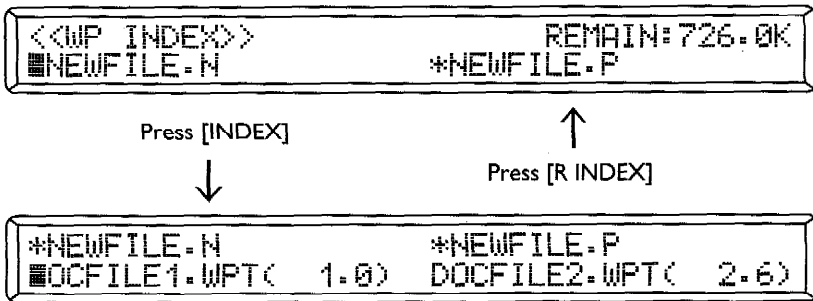 <<WP INDEX>> REMAIN:726.0K
NEWFILE.N *NEWFILE.P
Press [INDEX]
Press [R INDEX]
*NEWFILE.N *NEWFILE.P
OCFILE1.WPT( 1.0) DOCFILE2.WPT( 2.6)